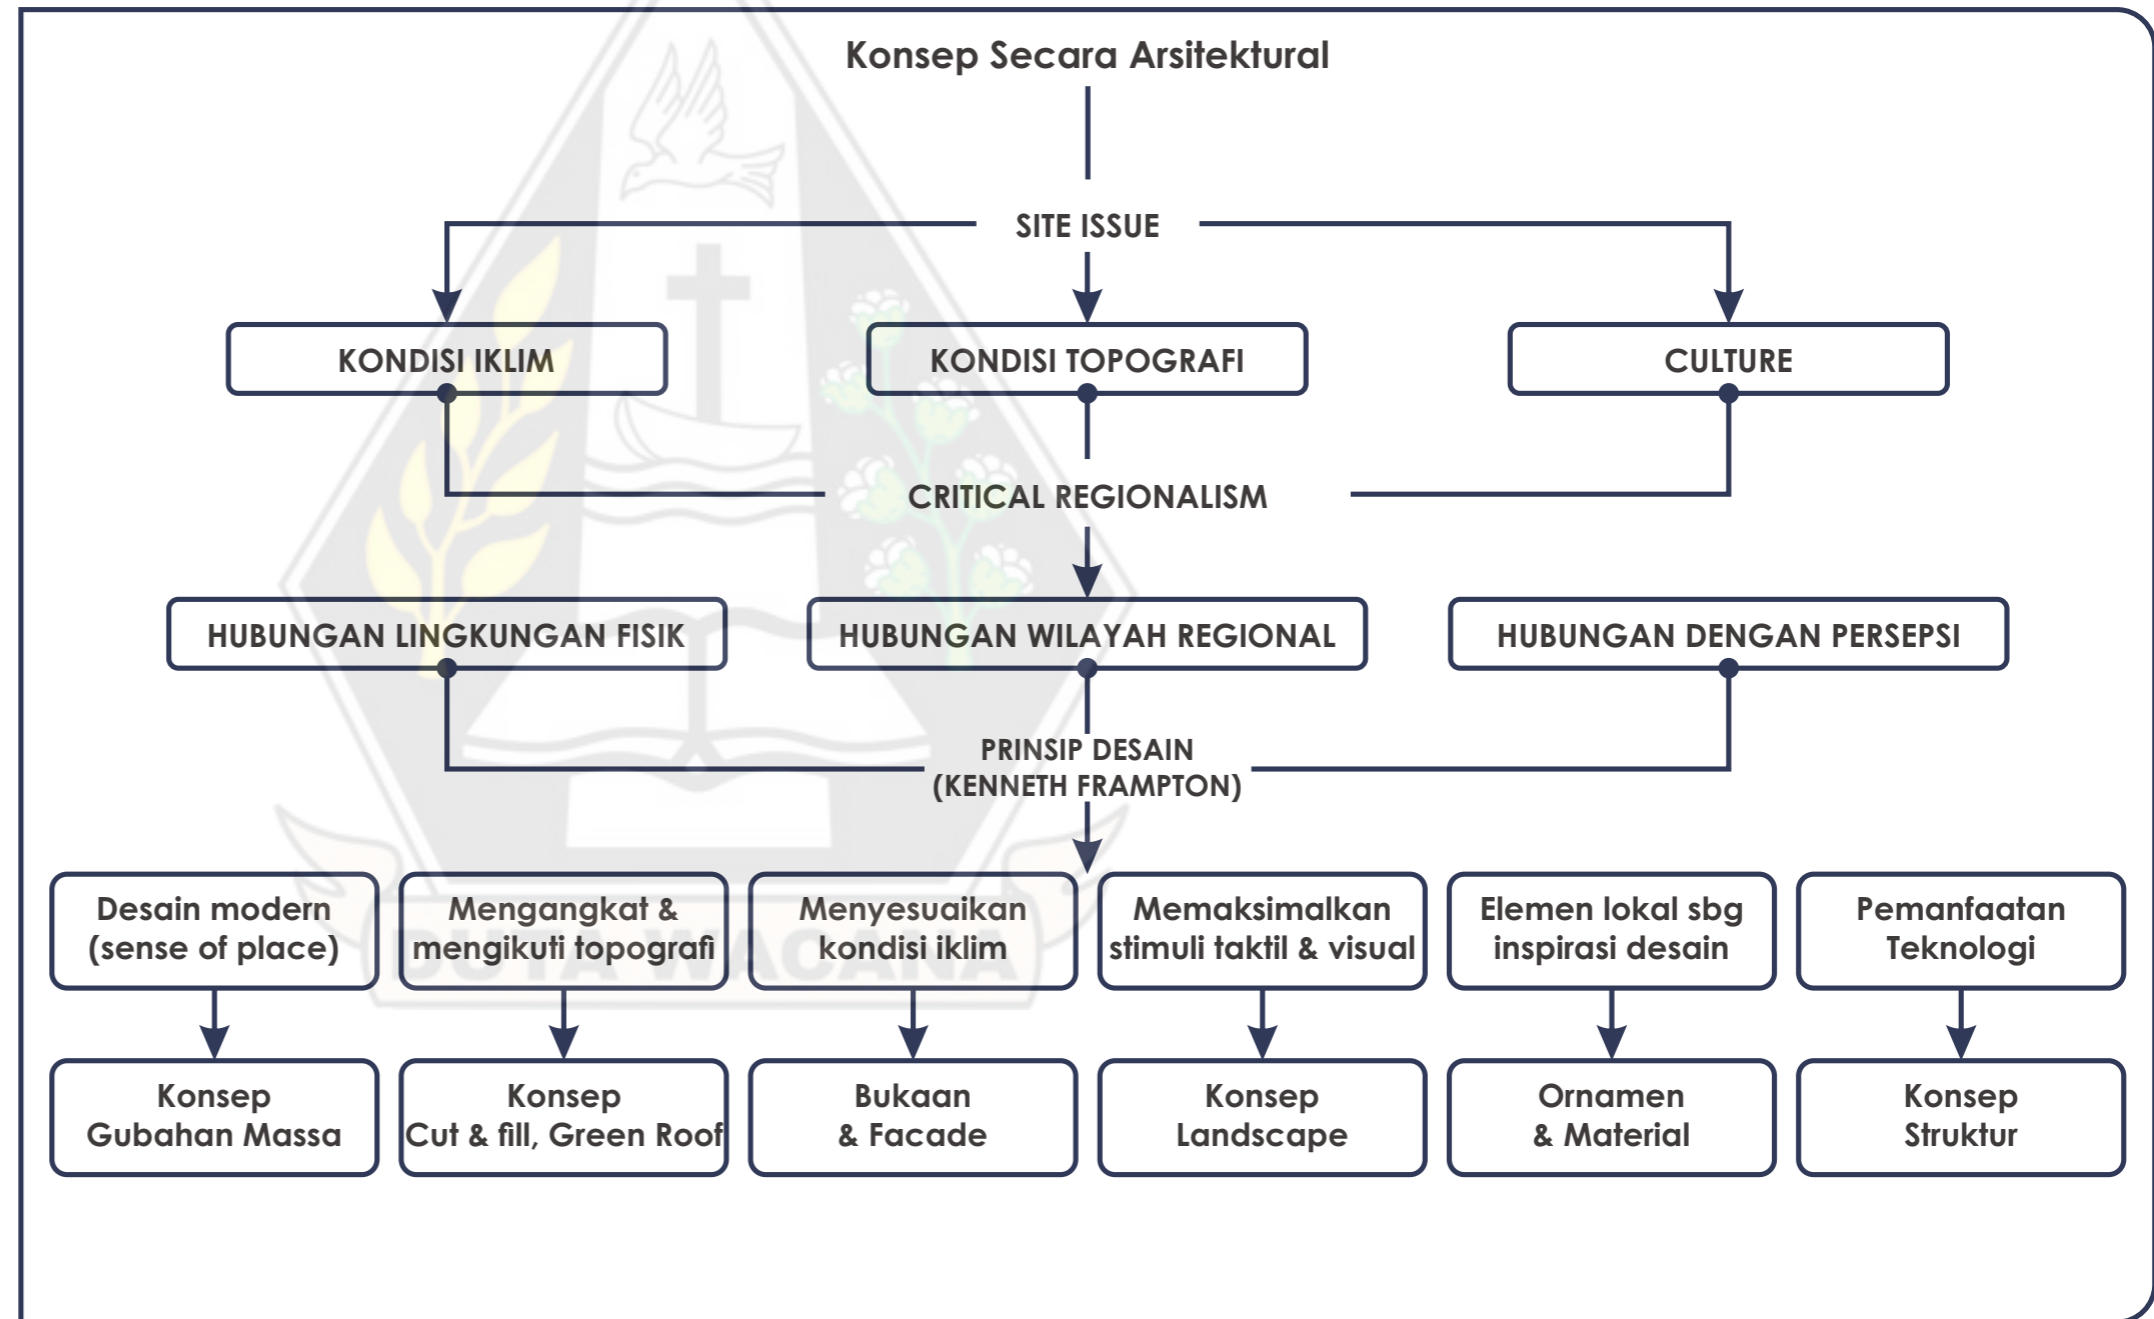 Konsep Secara Arsitektural
SITE ISSUE
KONDISI IKLIM
KONDISI TOPOGRAFI
CULTURE
CRITICAL REGIONALISM
HUBUNGAN LINGKUNGAN FISIK
HUBUNGAN WILAYAH REGIONAL
HUBUNGAN DENGAN PERSEPSI
PRINSIP DESAIN
(KENNETH FRAMPTON)
Desain modern
(sense of place)
Mengangkat &
mengikuti topografi
Menyesuaikan
kondisi iklim
Memaksimalkan
stimuli taktil & visual
Elemen lokal sbg
inspirasi desain
Pemanfaatan
Teknologi
DUTA WACANA
Konsep
Gubahan Massa
Konsep
Cut & fill, Green Roof
Bukaan
& Facade
Konsep
Landscape
Ornamen
& Material
Konsep
Struktur